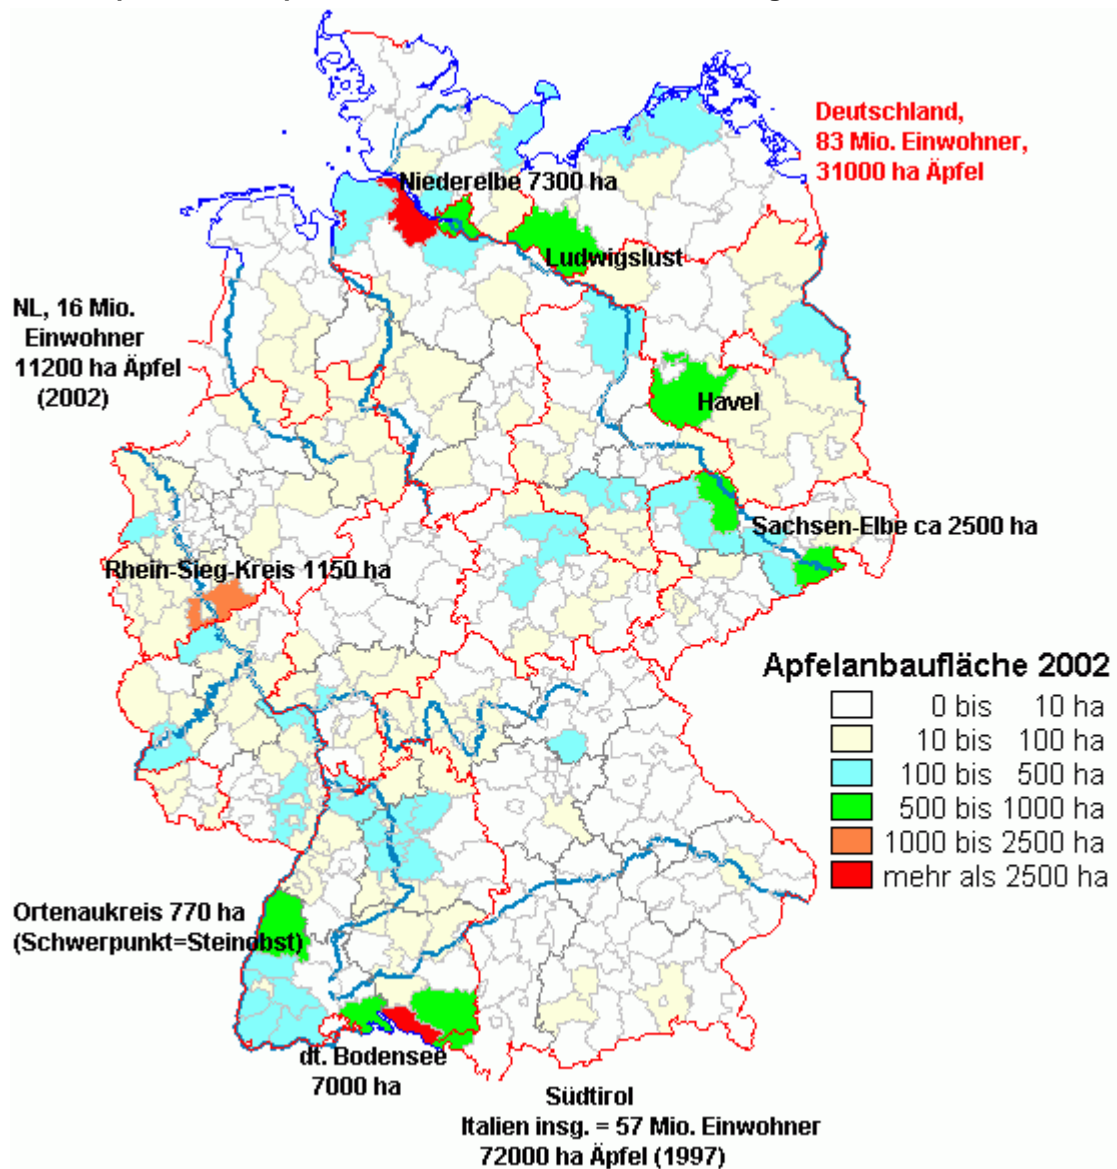 Deutschland,
83 Mio. Einwohner,
31000 ha Äpfel
Niederelbe 7300 ha
Ludwigslust
NL, 16 Mio.
Einwohner
11200 ha Äpfel
(2002)
Havel
Sachsen-Elbe ca 2500 ha
Rhein-Sieg-Kreis 1150 ha
Apfelanbaufläche 2002
0 bis 10 ha
10 bis 100 ha
100 bis 500 ha
500 bis 1000 ha
1000 bis 2500 ha
mehr als 2500 ha
Ortenaukreis 770 ha
(Schwerpunkt=Steinobst)
dt. Bodensee
7000 ha
Südtirol
Italien insg. = 57 Mio. Einwohner
72000 ha Äpfel (1997)